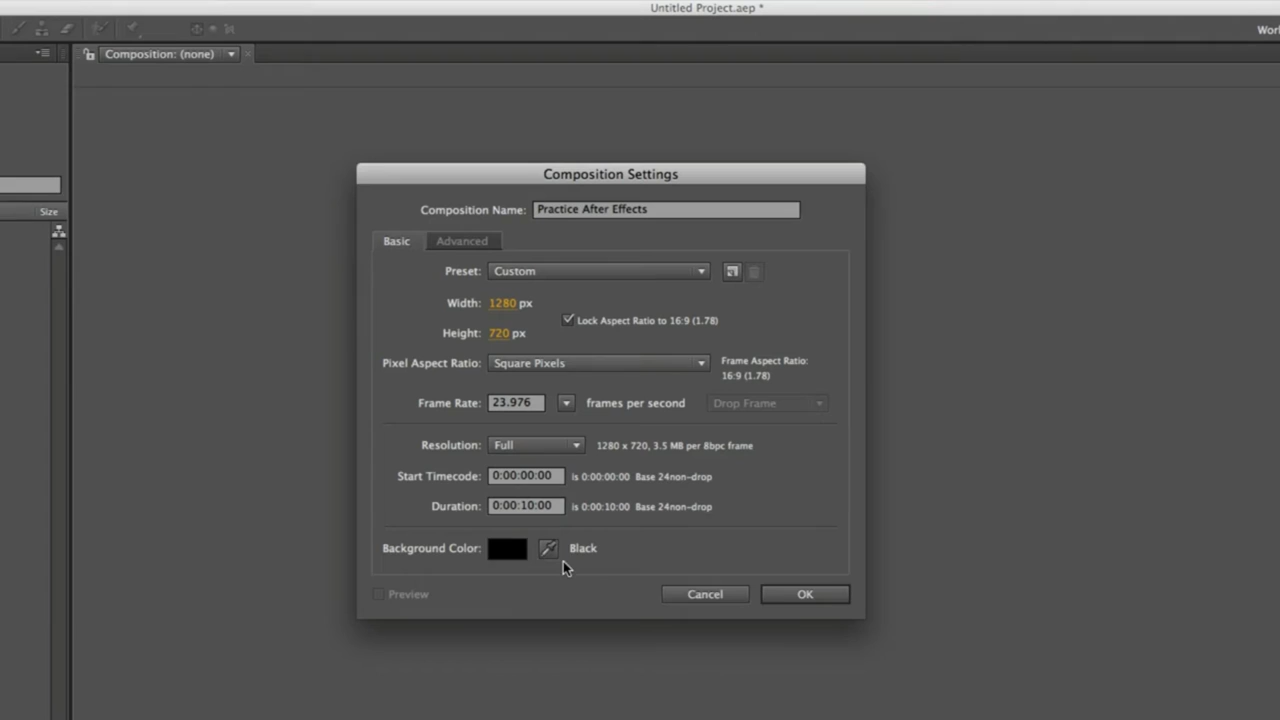 Untitled Project.aep *
Composition: (none)
Size
Composition Settings
Composition Name: Practice After Effects
Basic Advanced
Preset: Custom
Width: 1280 px
Lock Aspect Ratio to 16:9 (1.78)
Height: 720 px
Pixel Aspect Ratio: Square Pixels
Frame Aspect Ratio:
16:9 (1.78)
Frame Rate: 23.976 frames per second Drop Frame
Resolution: Full 1280 x 720, 3.5 MB per 8bpc frame
Start Timecode: 0:00:00:00 is 0:00:00:00 Base 24non-drop
Duration: 0:00:10:00 is 0:00:10:00 Base 24non-drop
Background Color: Black
Preview Cancel OK